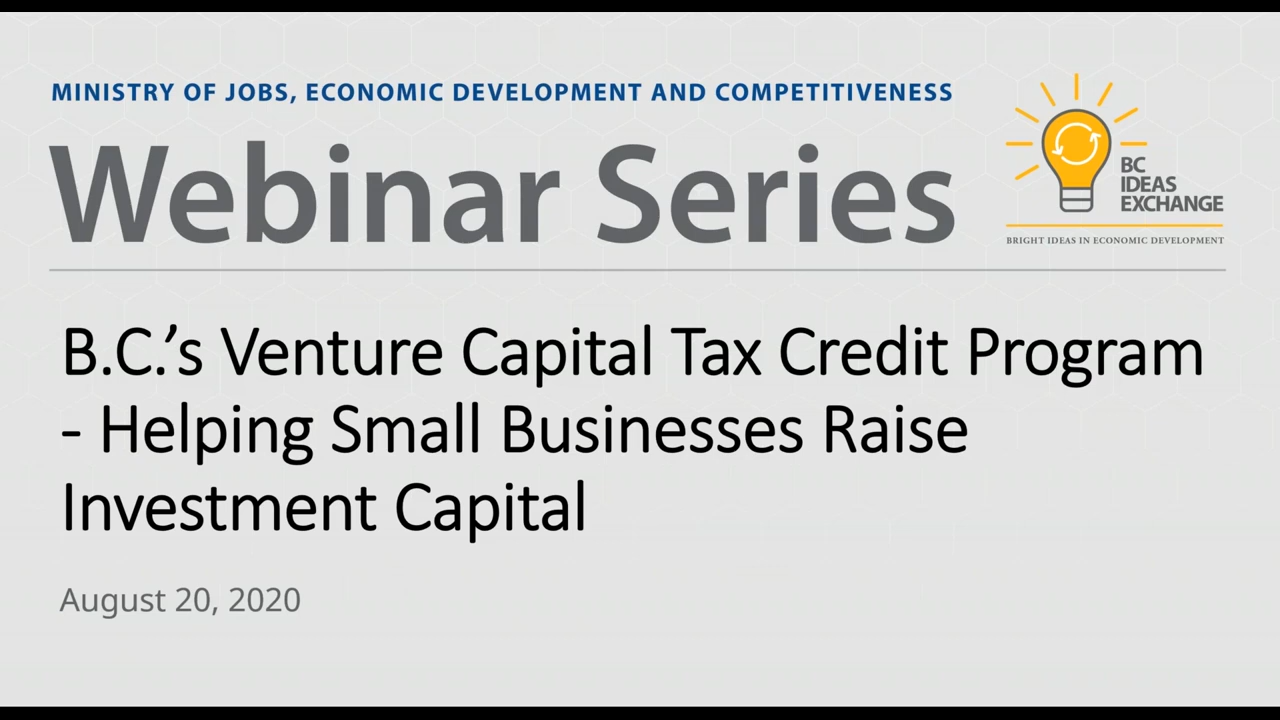 MINISTRY OF JOBS, ECONOMIC DEVELOPMENT AND COMPETITIVENESS
Webinar Series
BC
IDEAS
EXCHANGE
BRIGHT IDEAS IN ECONOMIC DEVELOPMENT
B.C.’s Venture Capital Tax Credit Program
- Helping Small Businesses Raise
Investment Capital
August 20, 2020